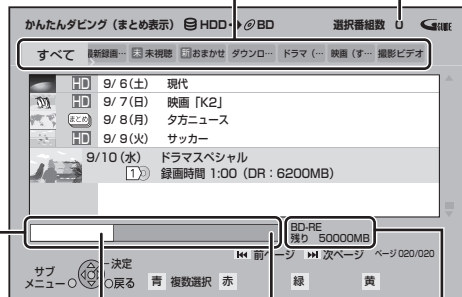 かんたんダビング（まとめ表示） HDD BD 選択番組数 0 GGUIDE
すべて 最新録画… 未視聴 おまかせ ダウンロ… ドラマ（… 映画（す… 撮影ビデオ
HD 9/ 6(土) 現代
HD 9/ 7(日) 映画「K2」
まとめ 9/ 8(月) 夕方ニュース
HD 9/ 9(火) サッカー
9/10(水) ドラマスペシャル
1 録画時間 1:00（DR：6200MB）
BD-RE
残り 50000MB
前ページ 次ページ ページ 020/020
サブメニュー 決定 戻る
青 複数選択 赤 緑 黄